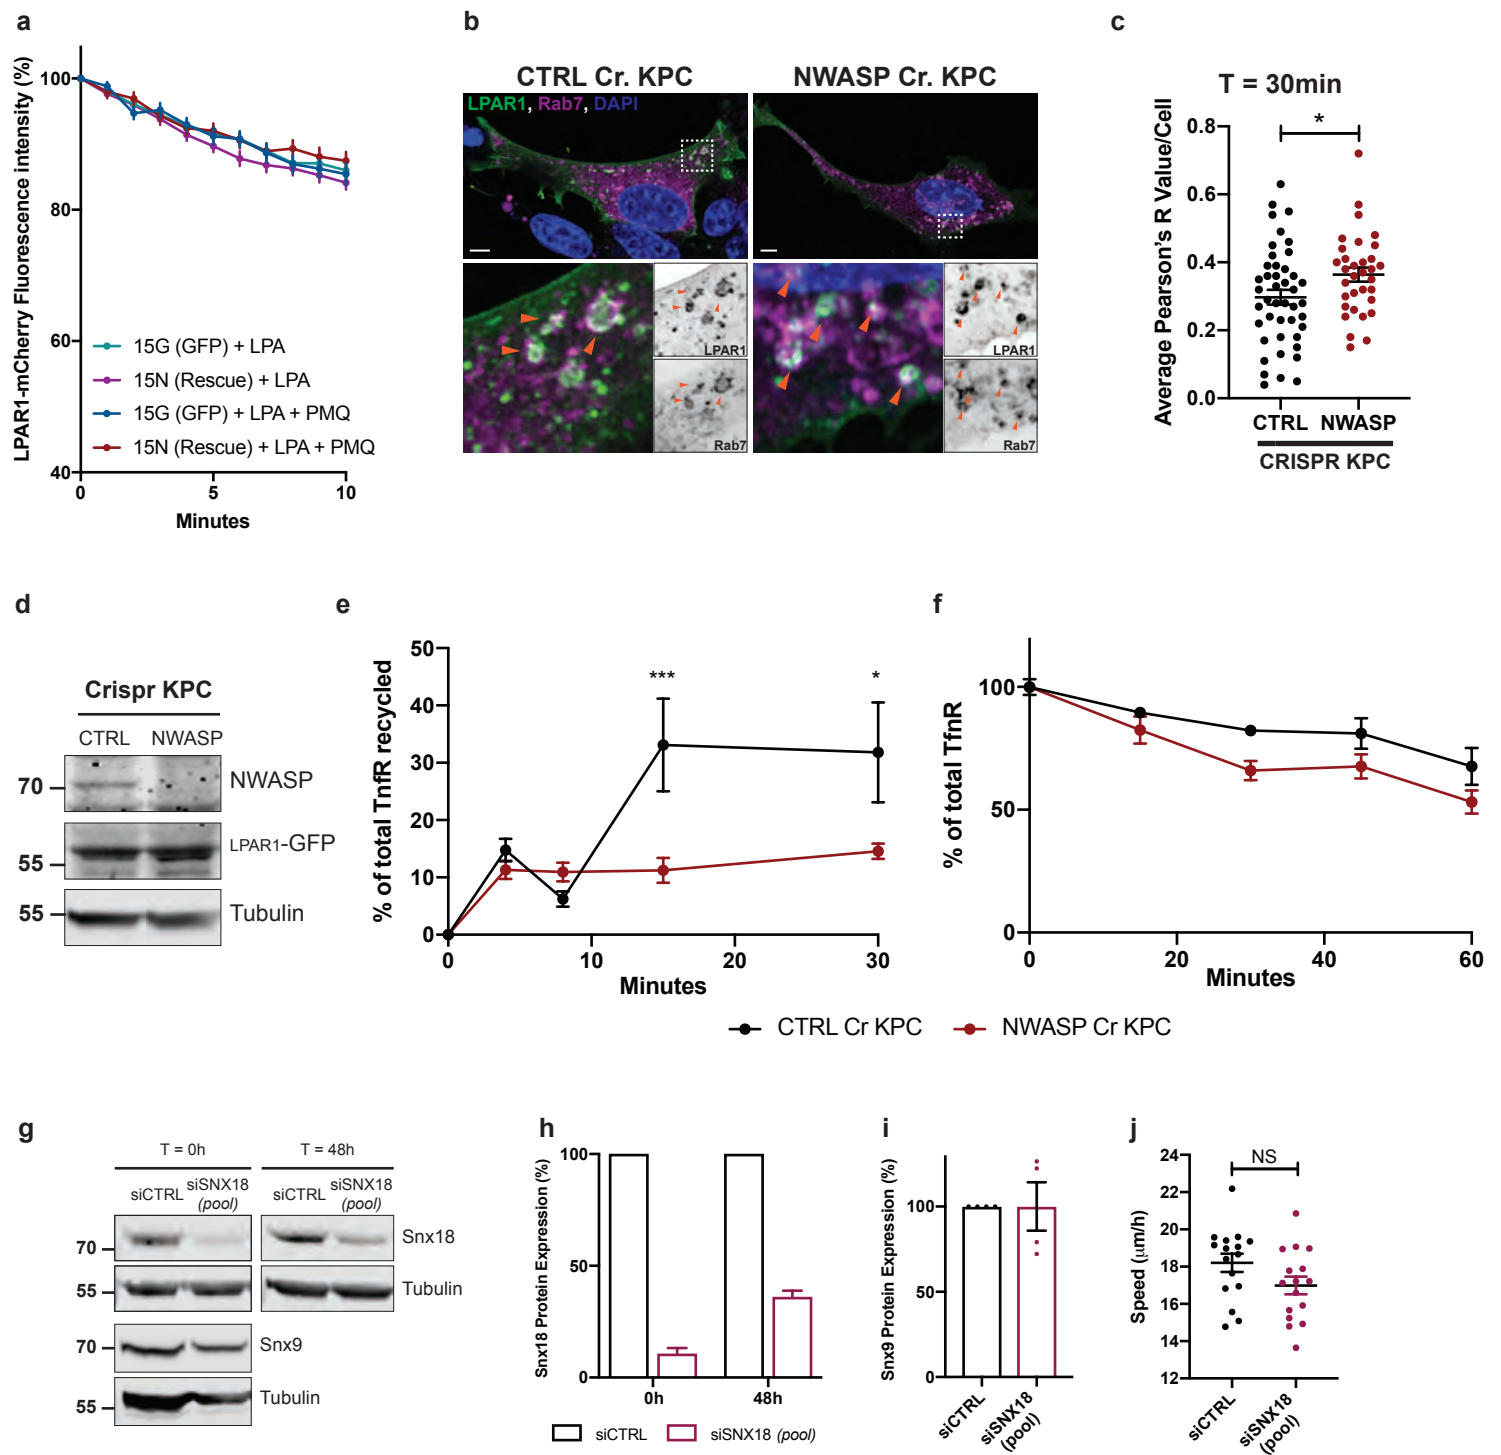 a
LPAR1-mCherry Fluorescence intensity (%)
100
80
60
40
0
5
10
Minutes
15G (GFP) + LPA
15N (Rescue) + LPA
15G (GFP) + LPA + PMQ
15N (Rescue) + LPA + PMQ
b
CTRL Cr. KPC
NWASP Cr. KPC
LPAR1, Rab7, DAPI
LPAR1
Rab7
LPAR1
Rab7
c
T = 30min
*
Average Pearson's R Value/Cell
0.8
0.6
0.4
0.2
0.0
CTRL NWASP
CRISPR KPC
d
Crispr KPC
CTRL NWASP
70
NWASP
55
LPAR1-GFP
55
Tubulin
e
% of total TnfR recycled
50
40
30
20
10
0
***
*
0
10
20
30
Minutes
f
% of total TfnR
100
50
0
0
20
40
60
Minutes
CTRL Cr KPC
NWASP Cr KPC
g
T = 0h
T = 48h
siCTRL siSNX18 (pool)
siCTRL siSNX18 (pool)
70
Snx18
55
Tubulin
70
Snx9
55
Tubulin
h
Snx18 Protein Expression (%)
100
50
0
0h
48h
siCTRL
siSNX18 (pool)
i
Snx9 Protein Expression (%)
100
50
0
siCTRL
siSNX18
(pool)
j
Speed (μm/h)
24
22
20
18
16
14
12
NS
siCTRL
siSNX18
(pool)